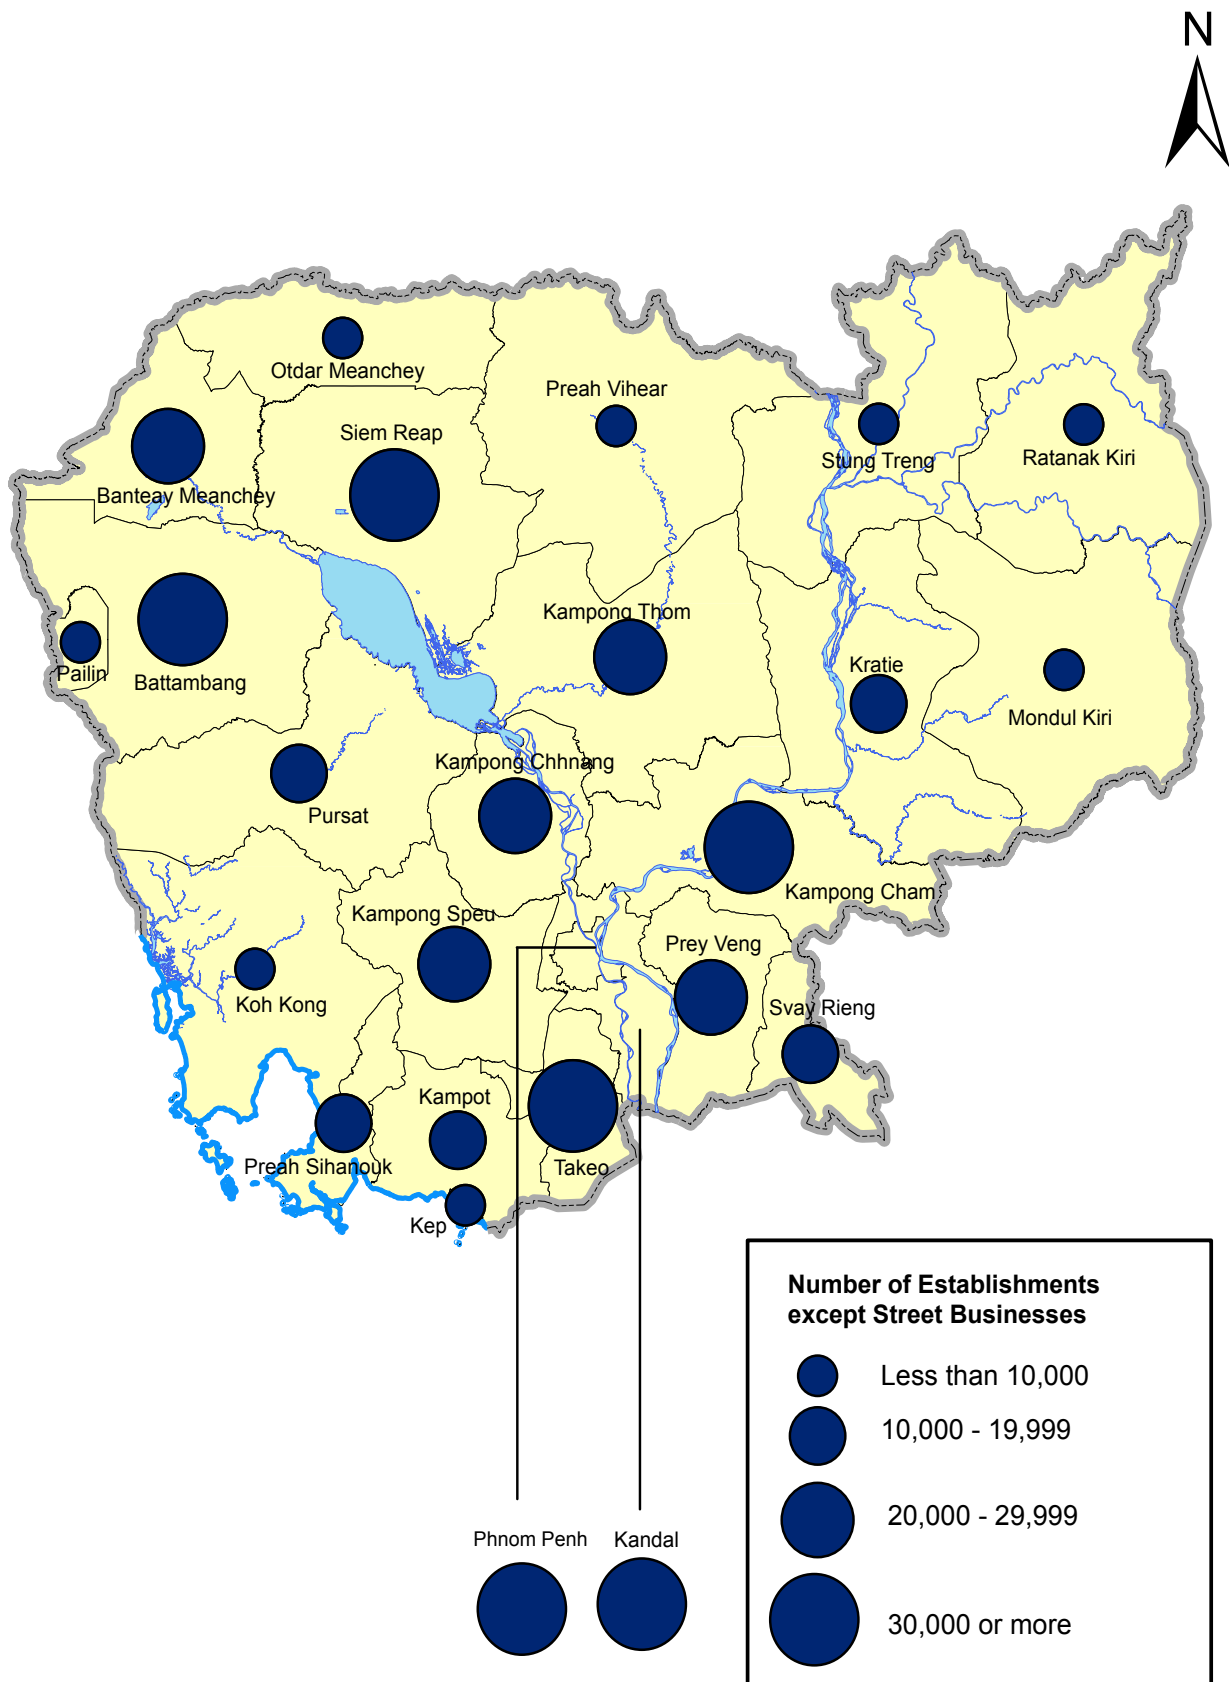 N
Otdar Meanchey
Preah Vihear
Siem Reap
Stung Treng
Ratanak Kiri
Banteay Meanchey
Kampong Thom
Kratie
Pailin
Battambang
Mondul Kiri
Kampong Chhnang
Pursat
Kampong Cham
Kampong Speu
Prey Veng
Koh Kong
Svay Rieng
Kampot
Preah Sihanouk
Takeo
Kep
Number of Establishments
except Street Businesses
Less than 10,000
10,000 - 19,999
20,000 - 29,999
30,000 or more
Phnom Penh
Kandal